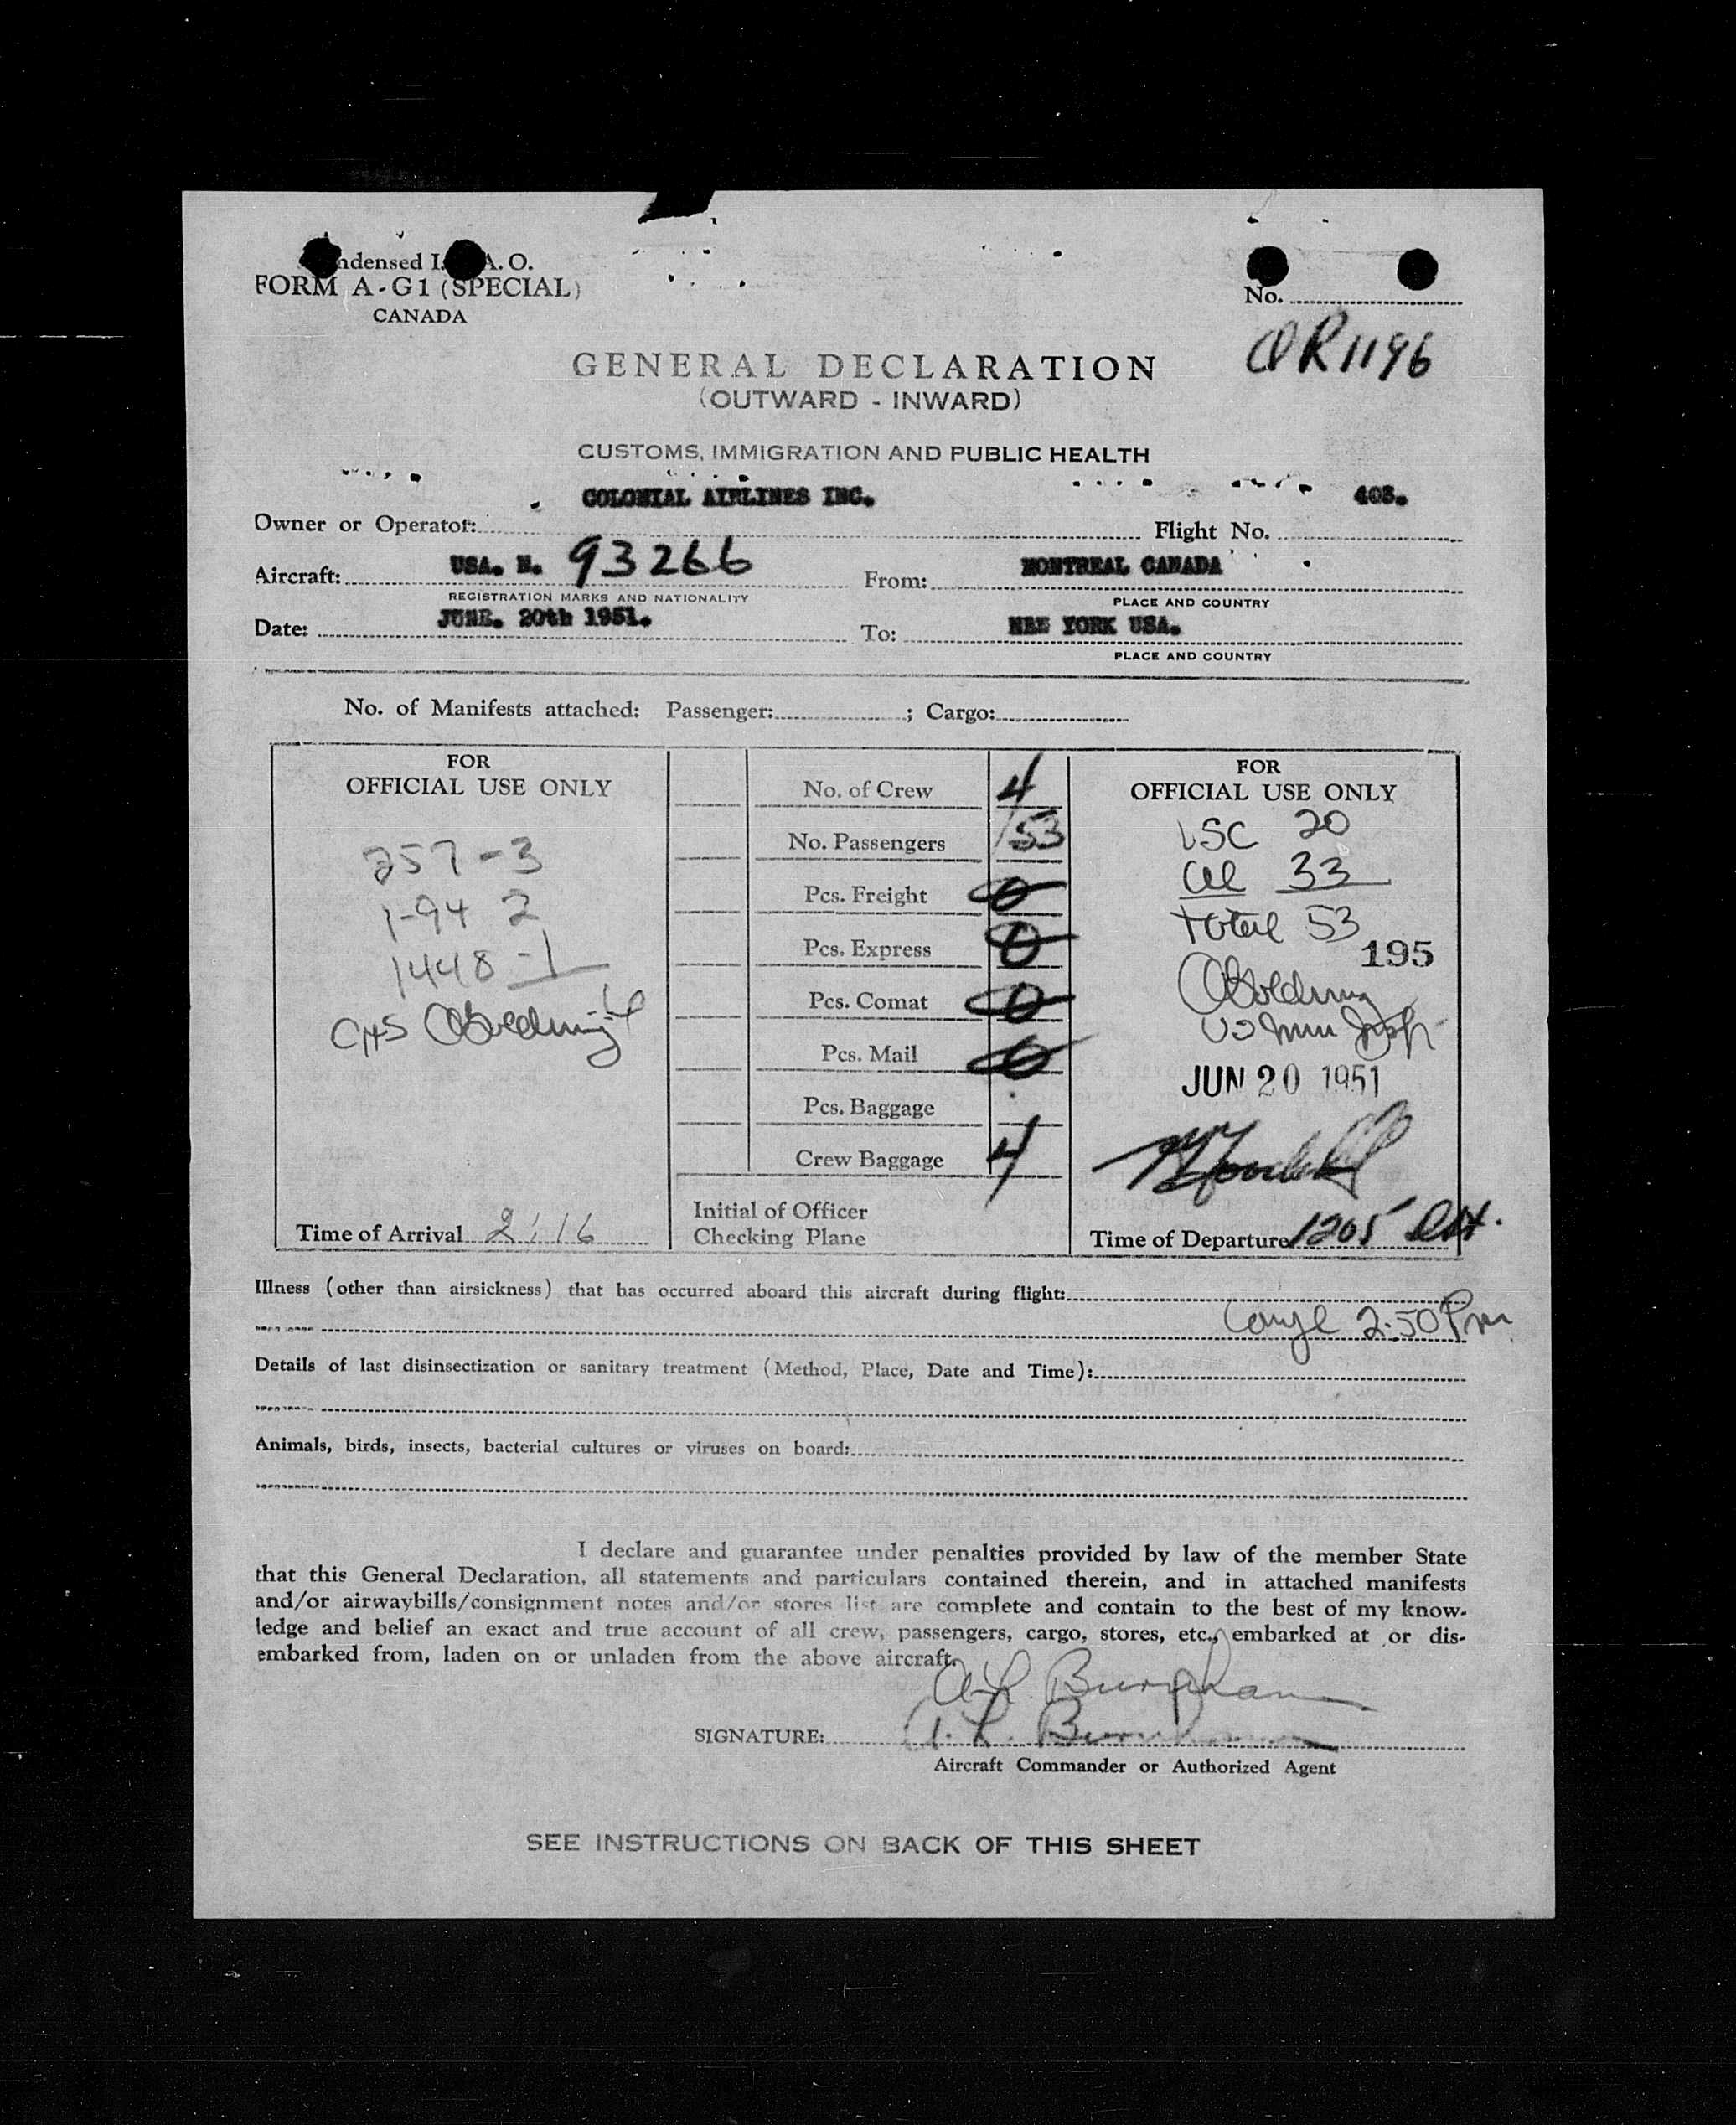 ndensed I. A. O.
FORM A-G1 (SPECIAL)
CANADA
No.
QR1196
GENERAL DECLARATION
(OUTWARD - INWARD)
CUSTOMS, IMMIGRATION AND PUBLIC HEALTH
Owner or Operator: COLONIAL AIRLINES INC. Flight No. 403.
Aircraft: USA. N. 93266 From: MONTREAL CANADA
REGISTRATION MARKS AND NATIONALITY PLACE AND COUNTRY
Date: JUNE. 20th 1951. To: NEW YORK USA.
PLACE AND COUNTRY
No. of Manifests attached: Passenger: ; Cargo:
FOR
OFFICIAL USE ONLY
257-3
1-94 2
1448-1
Time of Arrival 2:16
No. of Crew 4
No. Passengers 53
Pcs. Freight 0
Pcs. Express 0
Pcs. Comat 0
Pcs. Mail 0
Pcs. Baggage
Crew Baggage 4
Initial of Officer
Checking Plane
FOR
OFFICIAL USE ONLY
USC 20
al 33
Total 53
195
JUN 20 1951
Time of Departure 1205
Illness (other than airsickness) that has occurred aboard this aircraft during flight:
2:50 Pm
Details of last disinsectization or sanitary treatment (Method, Place, Date and Time):
Animals, birds, insects, bacterial cultures or viruses on board:
I declare and guarantee under penalties provided by law of the member State
that this General Declaration, all statements and particulars contained therein, and in attached manifests
and/or airwaybills/consignment notes and/or stores list are complete and contain to the best of my know-
ledge and belief an exact and true account of all crew, passengers, cargo, stores, etc., embarked at or dis-
embarked from, laden on or unladen from the above aircraft.
A. L. Burnham
SIGNATURE: A. L. Burnham
Aircraft Commander or Authorized Agent
SEE INSTRUCTIONS ON BACK OF THIS SHEET